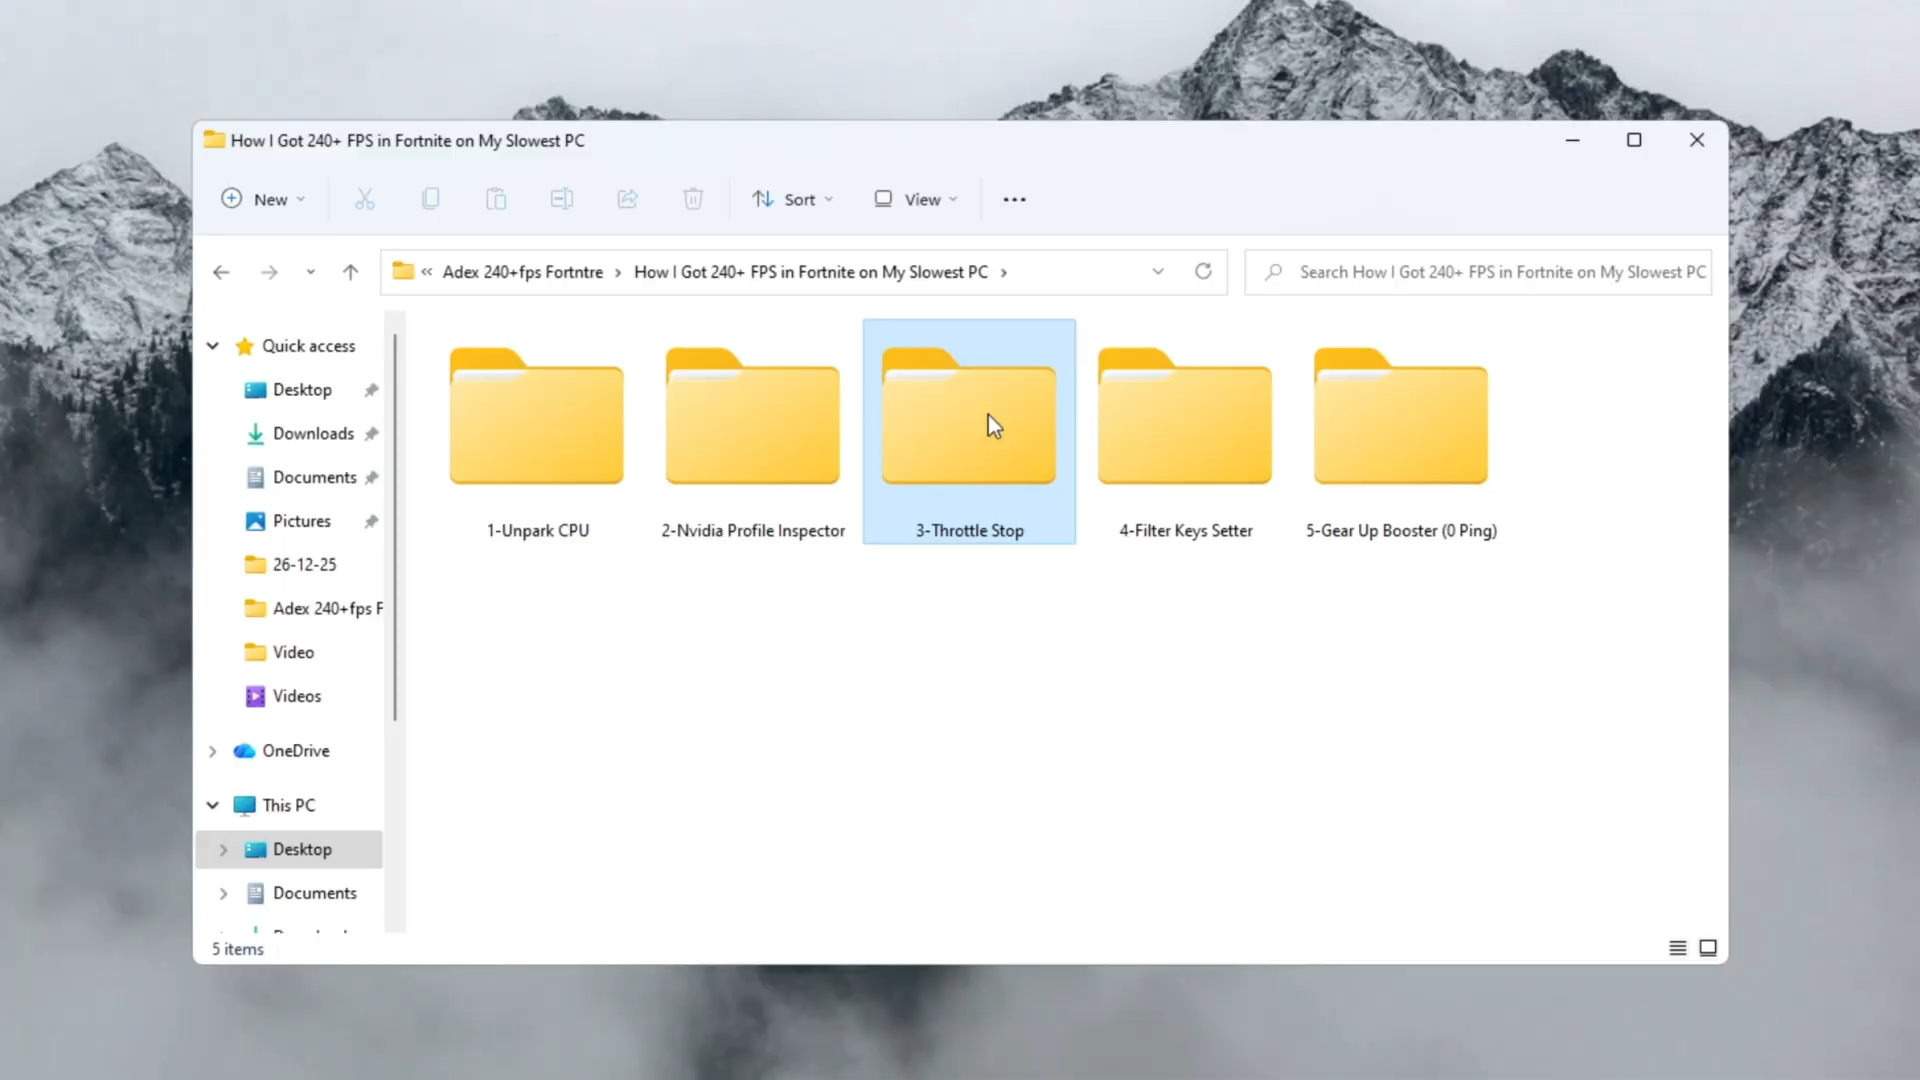 How I Got 240+ FPS in Fortnite on My Slowest PC
New
Sort
View
« Adex 240+fps Fortntre › How I Got 240+ FPS in Fortnite on My Slowest PC ›
Search How I Got 240+ FPS in Fortnite on My Slowest PC
Quick access
Desktop
Downloads
Documents
Pictures
26-12-25
Adex 240+fps F
Video
Videos
OneDrive
This PC
Desktop
Documents
1-Unpark CPU
2-Nvidia Profile Inspector
3-Throttle Stop
4-Filter Keys Setter
5-Gear Up Booster (0 Ping)
5 items